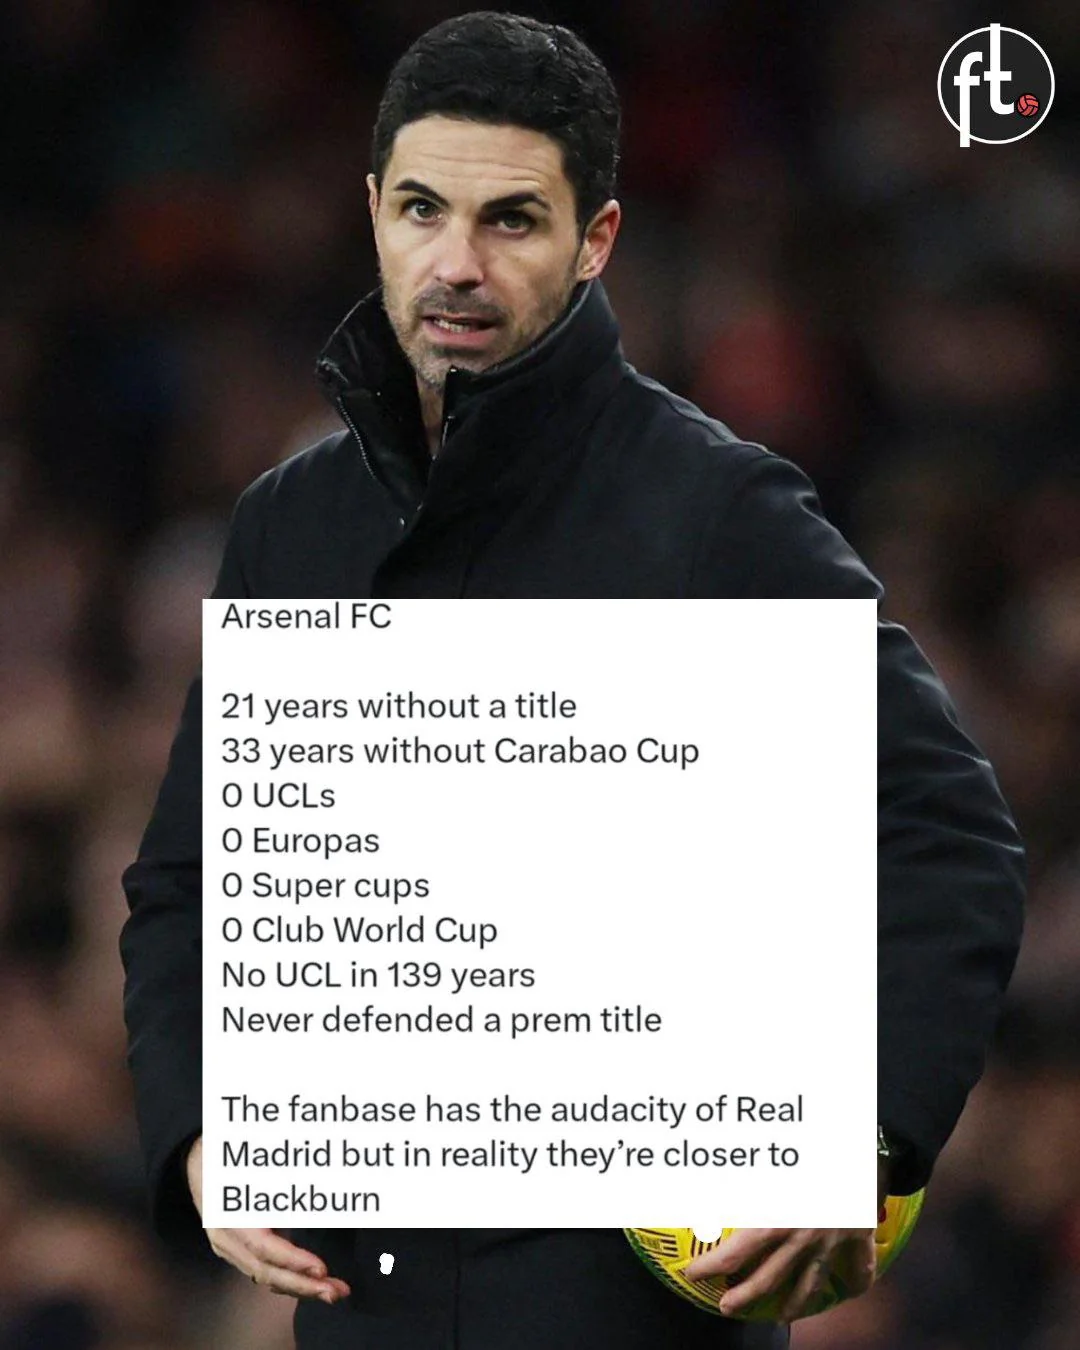 ft.
Arsenal FC
21 years without a title
33 years without Carabao Cup
0 UCLs
0 Europas
0 Super cups
0 Club World Cup
No UCL in 139 years
Never defended a prem title
The fanbase has the audacity of Real
Madrid but in reality they’re closer to
Blackburn